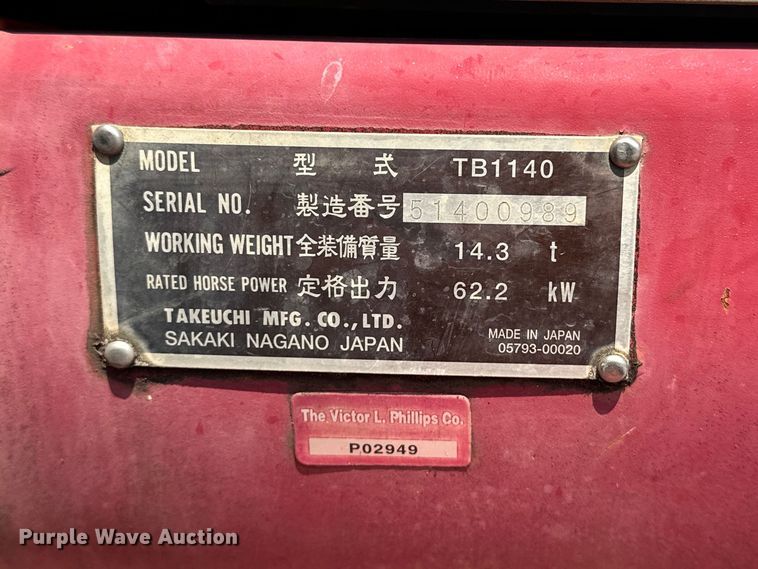 MODEL 型式 TB1140
SERIAL NO. 製造番号 51400989
WORKING WEIGHT 全装備質量 14.3 t
RATED HORSE POWER 定格出力 62.2 kW
TAKEUCHI MFG. CO., LTD.
SAKAKI NAGANO JAPAN
MADE IN JAPAN
05793-00020
The Victor L. Phillips Co.
P02949
Purple Wave Auction